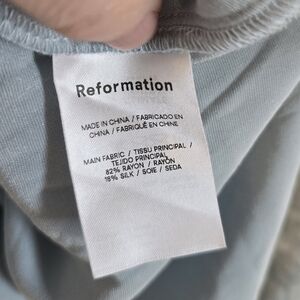 Reformation
MADE IN CHINA / FABRICADO EN
CHINA / FABRIQUÉ EN CHINE
MAIN FABRIC / TISSU PRINCIPAL /
TEJIDO PRINCIPAL
82% RAYON / RAYÓN
18% SILK / SOIE / SEDA